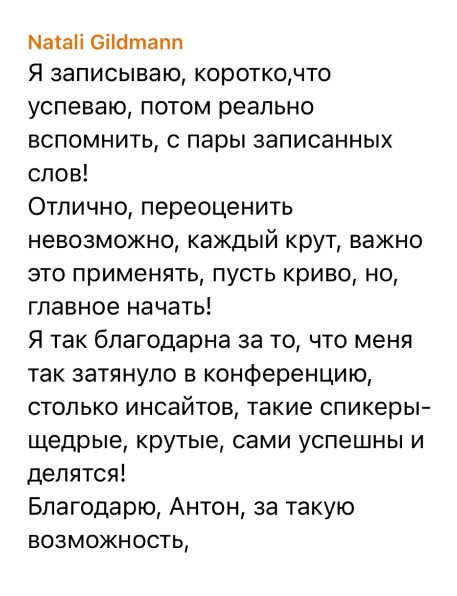 Natali Gildmann
Я записываю, коротко,что
успеваю, потом реально
вспомнить, с пары записанных
слов!
Отлично, переоценить
невозможно, каждый крут, важно
это применять, пусть криво, но,
главное начать!
Я так благодарна за то, что меня
так затянуло в конференцию,
столько инсайтов, такие спикеры-
щедрые, крутые, сами успешны и
делятся!
Благодарю, Антон, за такую
возможность,